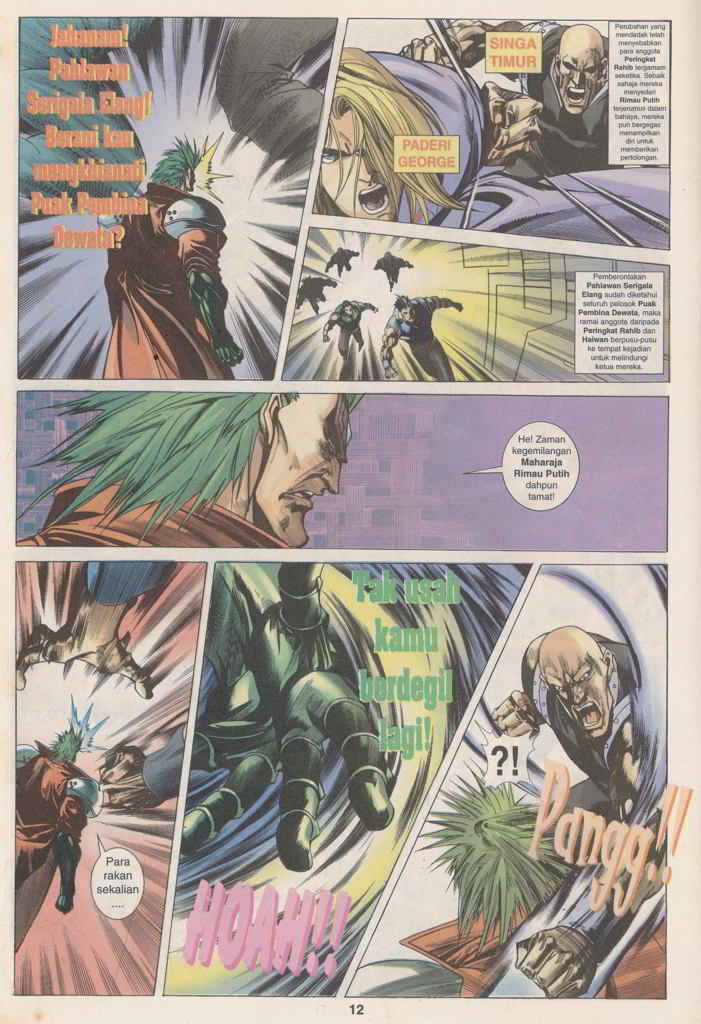 Jahanam!
Pahlawan
Serigala Elang!
Berani kau
mengkhianati
Puak Pembina
Dewata?
SINGA
TIMUR
PADERI
GEORGE
Perubahan yang
mendadak telah
menyebabkan
para anggota
Peringkat
Rahib tergamam
seketika. Sebaik
sahaja mereka
menyedari
Rimau Putih
terjerumus dalam
bahaya, mereka
pun bergegas
menampilkan
diri untuk
memberikan
pertolongan.
Pemberontakan
Pahlawan Serigala
Elang sudah diketahui
seluruh pelosok Puak
Pembina Dewata, maka
ramai anggota daripada
Peringkat Rahib dan
Haiwan berpusu-pusu
ke tempat kejadian
untuk melindungi
ketua mereka.
He! Zaman
kegemilangan
Maharaja
Rimau Putih
dahpun
tamat!
Para
rakan
sekalian
....
Tak usah
kamu
berdegil
lagi!
HOAH!!
?!
Pangg!!
12